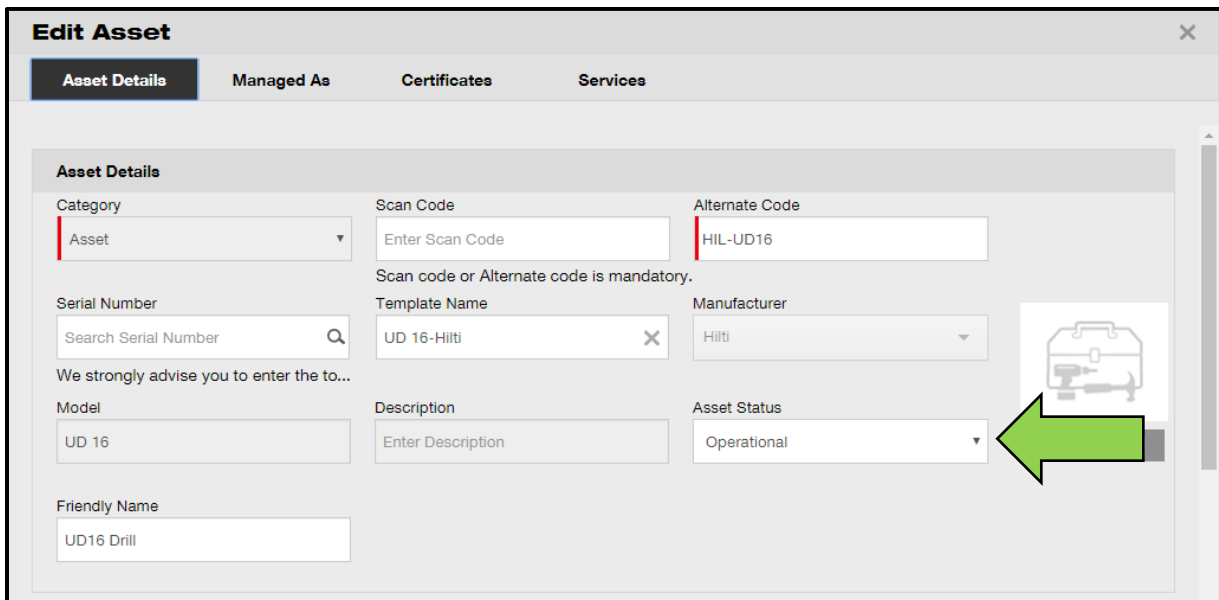 Edit Asset
Asset Details Managed As Certificates Services
Asset Details
Category Scan Code Alternate Code
Asset Enter Scan Code HIL-UD16
Scan code or Alternate code is mandatory.
Serial Number Template Name Manufacturer
Search Serial Number UD 16-Hilti Hilti
We strongly advise you to enter the to...
Model Description Asset Status
UD 16 Enter Description Operational
Friendly Name
UD16 Drill